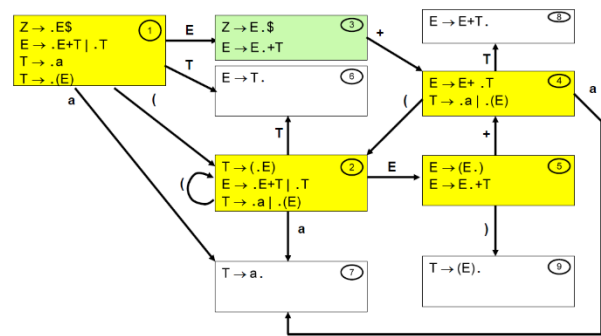 Z → .E$
E → .E+T | .T
T → .a
T → .(E)
1
E
T
(
a
Z → E.$
E → E.+T
3
+
E → T.
6
T
E → E+T.
8
T
E → E+ .T
T → .a | .(E)
4
a
(
+
T → (.E)
E → .E+T | .T
T → .a | .(E)
2
(
E
a
E → (E.)
E → E.+T
5
)
T → a.
7
T → (E).
9